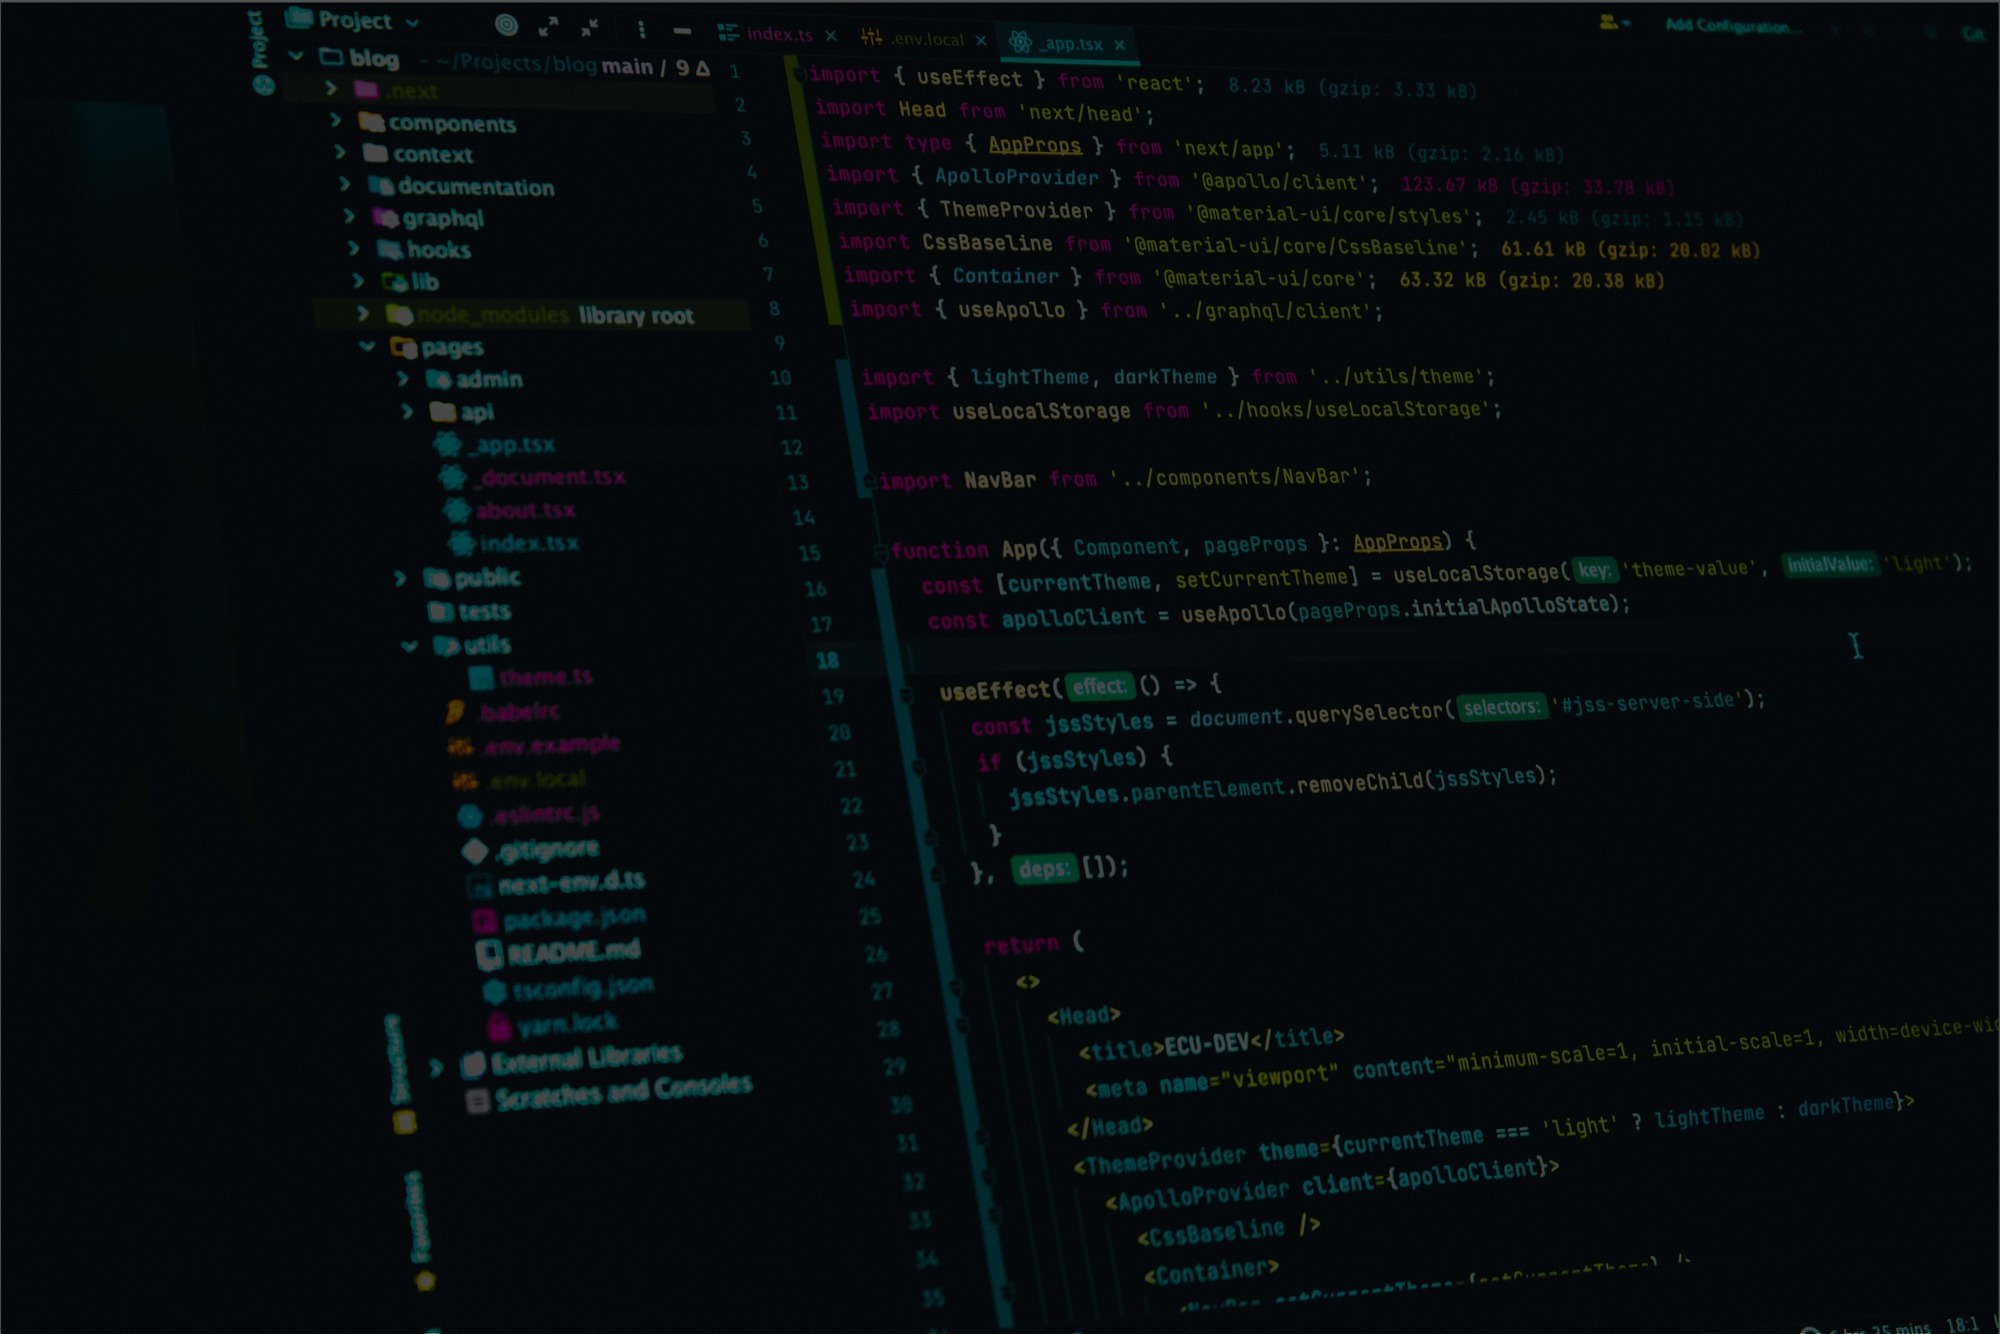 Project
Project
index.ts
.env.local
_app.tsx
Add Configuration...
Git
blog ~/Projects/blog main / 9 Δ
.next
components
context
documentation
graphql
hooks
lib
node_modules library root
pages
admin
api
_app.tsx
_document.tsx
about.tsx
index.tsx
public
tests
utils
theme.ts
.babelrc
.env.example
.env.local
.eslintrc.js
.gitignore
next-env.d.ts
package.json
README.md
tsconfig.json
yarn.lock
External Libraries
Scratches and Consoles
Structure
Favorites
1 import { useEffect } from 'react'; 8.23 kB (gzip: 3.33 kB)
2 import Head from 'next/head';
3 import type { AppProps } from 'next/app'; 5.11 kB (gzip: 2.16 kB)
4 import { ApolloProvider } from '@apollo/client'; 123.67 kB (gzip: 33.78 kB)
5 import { ThemeProvider } from '@material-ui/core/styles'; 2.45 kB (gzip: 1.15 kB)
6 import CssBaseline from '@material-ui/core/CssBaseline'; 61.61 kB (gzip: 20.02 kB)
7 import { Container } from '@material-ui/core'; 63.32 kB (gzip: 20.38 kB)
8 import { useApollo } from '../graphql/client';
9
10 import { lightTheme, darkTheme } from '../utils/theme';
11 import useLocalStorage from '../hooks/useLocalStorage';
12
13 import NavBar from '../components/NavBar';
14
15 function App({ Component, pageProps }: AppProps) {
16 const [currentTheme, setCurrentTheme] = useLocalStorage( key: 'theme-value', initialValue: 'light');
17 const apolloClient = useApollo(pageProps.initialApolloState);
18
19 useEffect( effect: () => {
20 const jssStyles = document.querySelector( selectors: '#jss-server-side');
21 if (jssStyles) {
22 jssStyles.parentElement.removeChild(jssStyles);
23 }
24 }, deps: []);
25
26 return (
27 <>
28 <Head>
29 <title>ECU-DEV</title>
30 <meta name="viewport" content="minimum-scale=1, initial-scale=1, width=device-wid
31 </Head>
32 <ThemeProvider theme={currentTheme === 'light' ? lightTheme : darkTheme}>
33 <ApolloProvider client={apolloClient}>
34 <CssBaseline />
35 <Container>
<NavBar setCurrentTheme={setCurrentTheme} />
25 mins 18:1